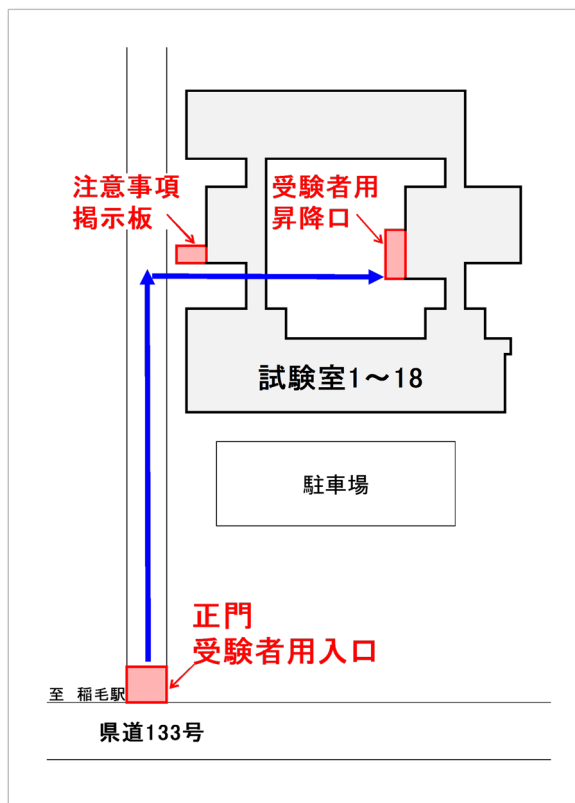 注意事項
掲示板
受験者用
昇降口
試験室1～18
駐車場
正門
受験者用入口
至 稲毛駅
県道133号